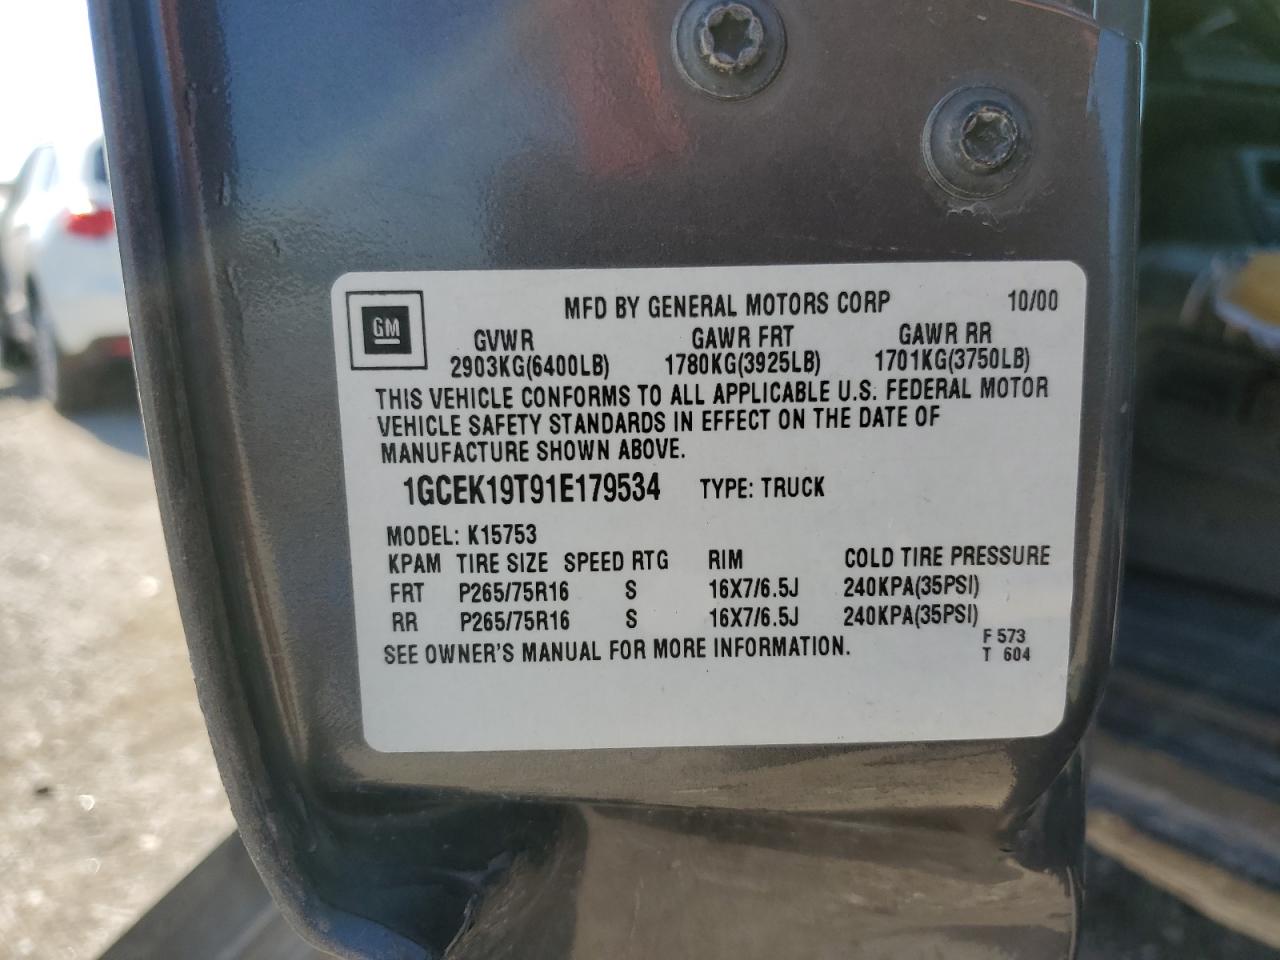 MFD BY GENERAL MOTORS CORP 10/00
GM
GVWR GAWR FRT GAWR RR
2903KG(6400LB) 1780KG(3925LB) 1701KG(3750LB)
THIS VEHICLE CONFORMS TO ALL APPLICABLE U.S. FEDERAL MOTOR
VEHICLE SAFETY STANDARDS IN EFFECT ON THE DATE OF
MANUFACTURE SHOWN ABOVE.
1GCEK19T91E179534 TYPE: TRUCK
MODEL: K15753
KPAM TIRE SIZE SPEED RTG RIM COLD TIRE PRESSURE
FRT P265/75R16 S 16X7/6.5J 240KPA(35PSI)
RR P265/75R16 S 16X7/6.5J 240KPA(35PSI)
SEE OWNER'S MANUAL FOR MORE INFORMATION.
F 573
T 604